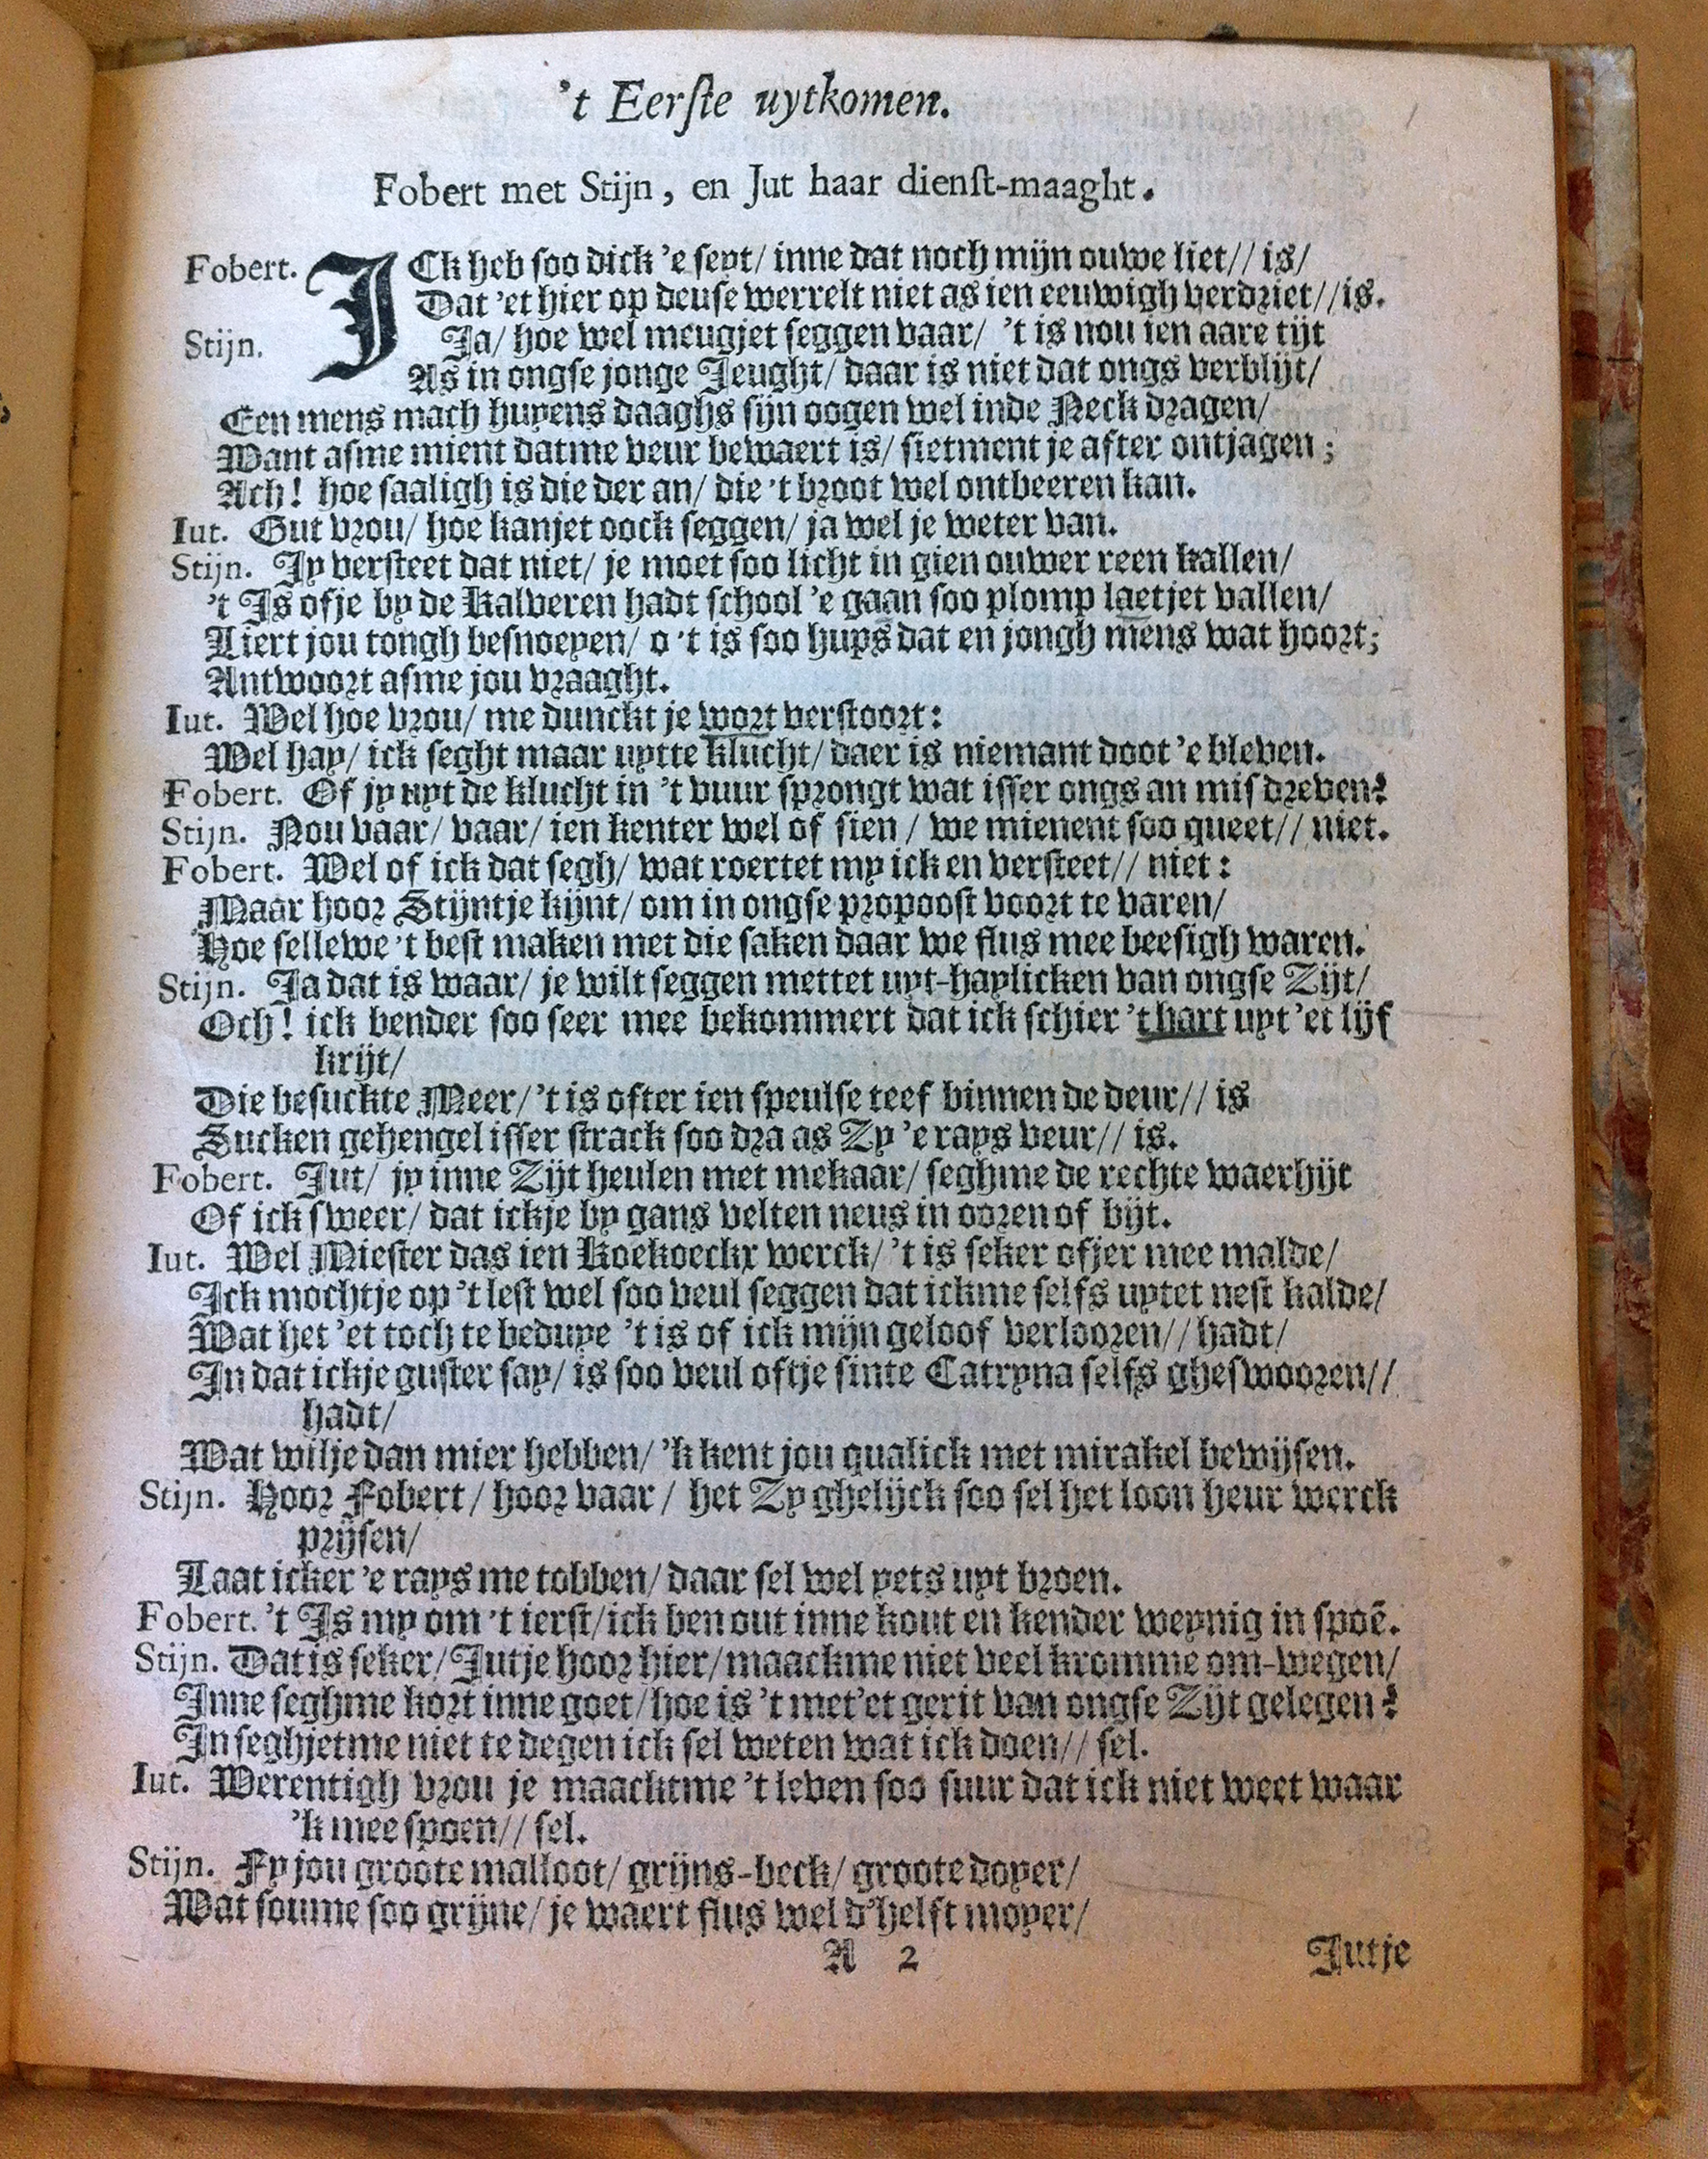 't Eerste uytkomen.
Fobert met Stijn, en Jut haar dienst-maaght.
Fobert. ICk heb soo dick 'e seyt/ inne dat noch mijn ouwe liet// is/
Dat 'et hier op deuse werrelt niet as ien eeuwigh verdriet//is.
Stijn. Ja/ hoe wel meugjet seggen vaar/ 't is nou ien aare tijt
As in ongse jonge Jeught/ daar is niet dat ongs verblijt/
Een mens mach huyens daaghs sijn oogen wel inde Neck dragen/
Want asme mient datme veur bewaert is/ sietment je after ontjagen;
Ach! hoe saaligh is die der an/ die 't broot wel ontbeeren kan.
Iut. Gut vrou/ hoe kanjet oock seggen/ ja wel je weter van.
Stijn. Jy versteet dat niet/ je moet soo licht in gien ouwer reen kallen/
't Is ofje by de Kalveren hadt school 'e gaan soo plomp laetjet vallen/
Liert jou tongh besnoeyen/ o 't is soo hups dat en jongh mens wat hoort;
Antwoort asme jou vraaght.
Iut. Wel hoe vrou/ me dunckt je wort verstoort:
Wel hay/ ick seght maar uytte klucht/ daer is niemant doot 'e bleven.
Fobert. Of jy uyt de klucht in 't vuur sprongt wat isser ongs an misdreven?
Stijn. Nou vaar/ vaar/ ien kenter wel of sien / we mienent soo queet// niet.
Fobert. Wel of ick dat segh/ wat roertet my ick en versteet// niet:
Maar hoor Stijntje kijnt/ om in ongse propoost voort te varen/
Hoe sellewe 't best maken met die saken daar we flus mee beesigh waren.
Stijn. Ja dat is waar/ je wilt seggen mettet uyt-haylicken van ongse Zijt/
Och! ick bender soo seer mee bekommert dat ick schier 't hart uyt 'et lijf
krijt/
Die besuckte Meer/ 't is ofter ien speulse teef binnen de deur// is
Sucken gehengel isser strack soo dra as Zy 'e rays veur// is.
Fobert. Jut/ jy inne Zijt heulen met mekaar/ seghme de rechte waerhijt
Of ick sweer/ dat ickje by gans velten neus in ooren of bijt.
Iut. Wel Miester das ien Koekoeckx werck/ 't is seker ofjer mee malde/
Ick mochtje op 't lest wel soo veul seggen dat ickme selfs uytet nest kalde/
Wat het 'et toch te beduye 't is of ick mijn geloof verlooren// hadt/
In dat ickje guster say/ is soo veul oftje sinte Catryna selfs gheswooren//
hadt/
Wat wilje dan mier hebben/ 'k kent jou qualick met mirakel bewijsen.
Stijn. Hoor Fobert / hoor vaar / het Zy ghelijck soo sel het loon heur werck
prijsen/
Laat icker 'e rays me tobben/ daar sel wel yets uyt broen.
Fobert. 't Is my om 't ierst/ick ben out inne kout en kender weynig in spoē.
Stijn. Dat is seker/Jutje hoor hier/maackme niet veel kromme om-wegen/
Inne seghme kort inne goet/hoe is 't met'et gerit van ongse Zijt gelegen?
In seghjetme niet te degen ick sel weten wat ick doen// sel.
Iut. Werentigh vrou je maacktme 't leven soo suur dat ick niet weet waar
'k mee spoen// sel.
Stijn. Fy jou groote malloot/ grijns-beck/ groote doyer/
Wat soume soo grijne/ je waert flus wel d'helft moyer/
A 2 Jutje